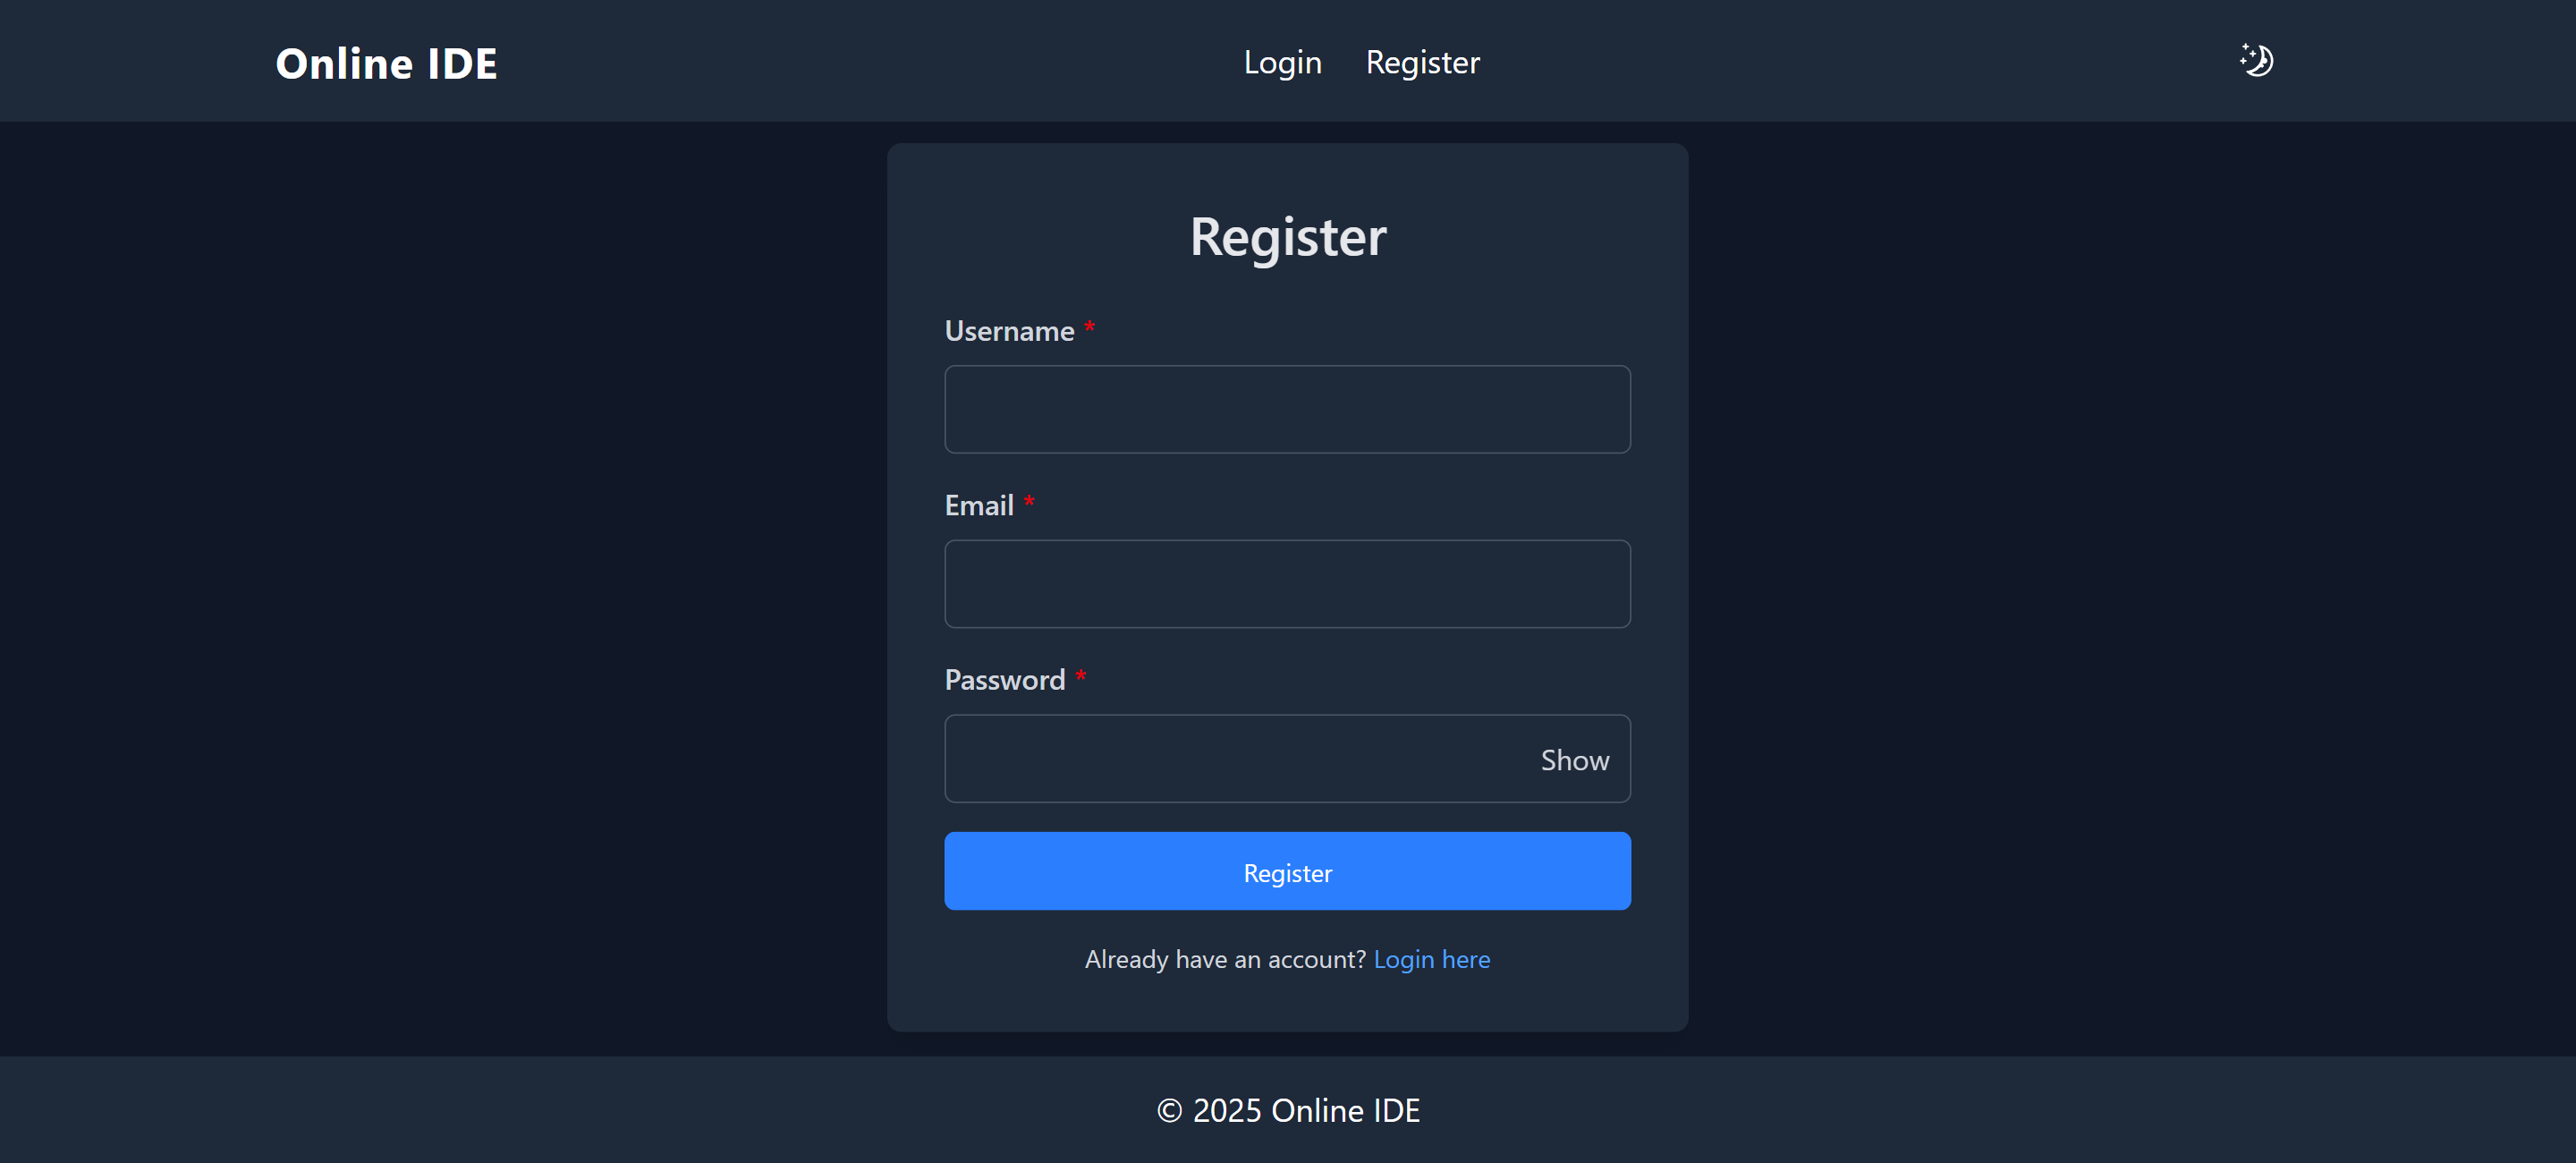 Online IDE
Login Register
Register
Username *
Email *
Password *
Show
Register
Already have an account? Login here
© 2025 Online IDE